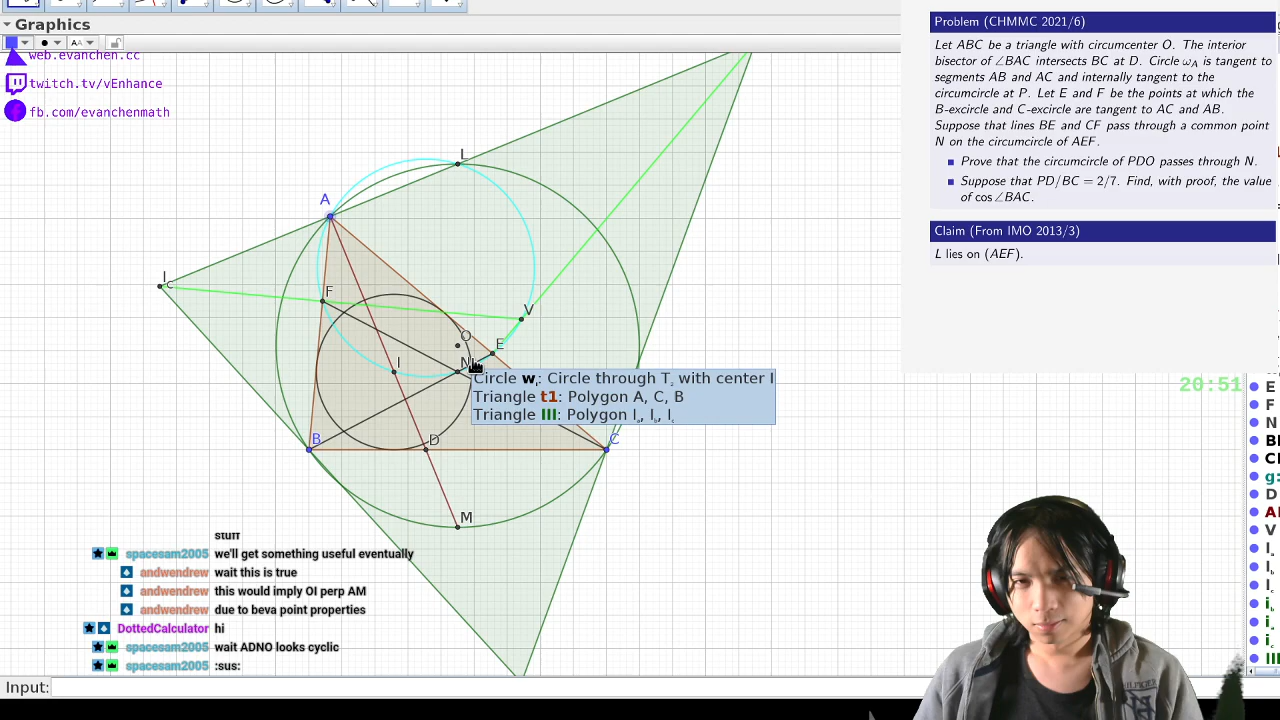 Graphics
AA
web.evanchen.cc
twitch.tv/vEnhance
fb.com/evanchenmath
Problem (CHMMC 2021/6)
Let ABC be a triangle with circumcenter O. The interior
bisector of ∠BAC intersects BC at D. Circle ωA is tangent to
segments AB and AC and internally tangent to the
circumcircle at P. Let E and F be the points at which the
B-excircle and C-excircle are tangent to AC and AB.
Suppose that lines BE and CF pass through a common point
N on the circumcircle of AEF.
■ Prove that the circumcircle of PDO passes through N.
■ Suppose that PD/BC = 2/7. Find, with proof, the value
of cos ∠BAC.
Claim (From IMO 2013/3)
L lies on (AEF).
L
A
I_C
F
V
O
E
I
N
Circle w: Circle through T, with center I
Triangle t1: Polygon A, C, B
Triangle III: Polygon I, I, I
B
D
C
M
20:51
E
F
N
BE
CI
g:
D
AI
V
I
I
I
i
i
i
i
III
stuff
spacesam2005 we'll get something useful eventually
andwendrew wait this is true
andwendrew this would imply OI perp AM
andwendrew due to beva point properties
DottedCalculator hi
spacesam2005 wait ADNO looks cyclic
spacesam2005 :sus:
Input: